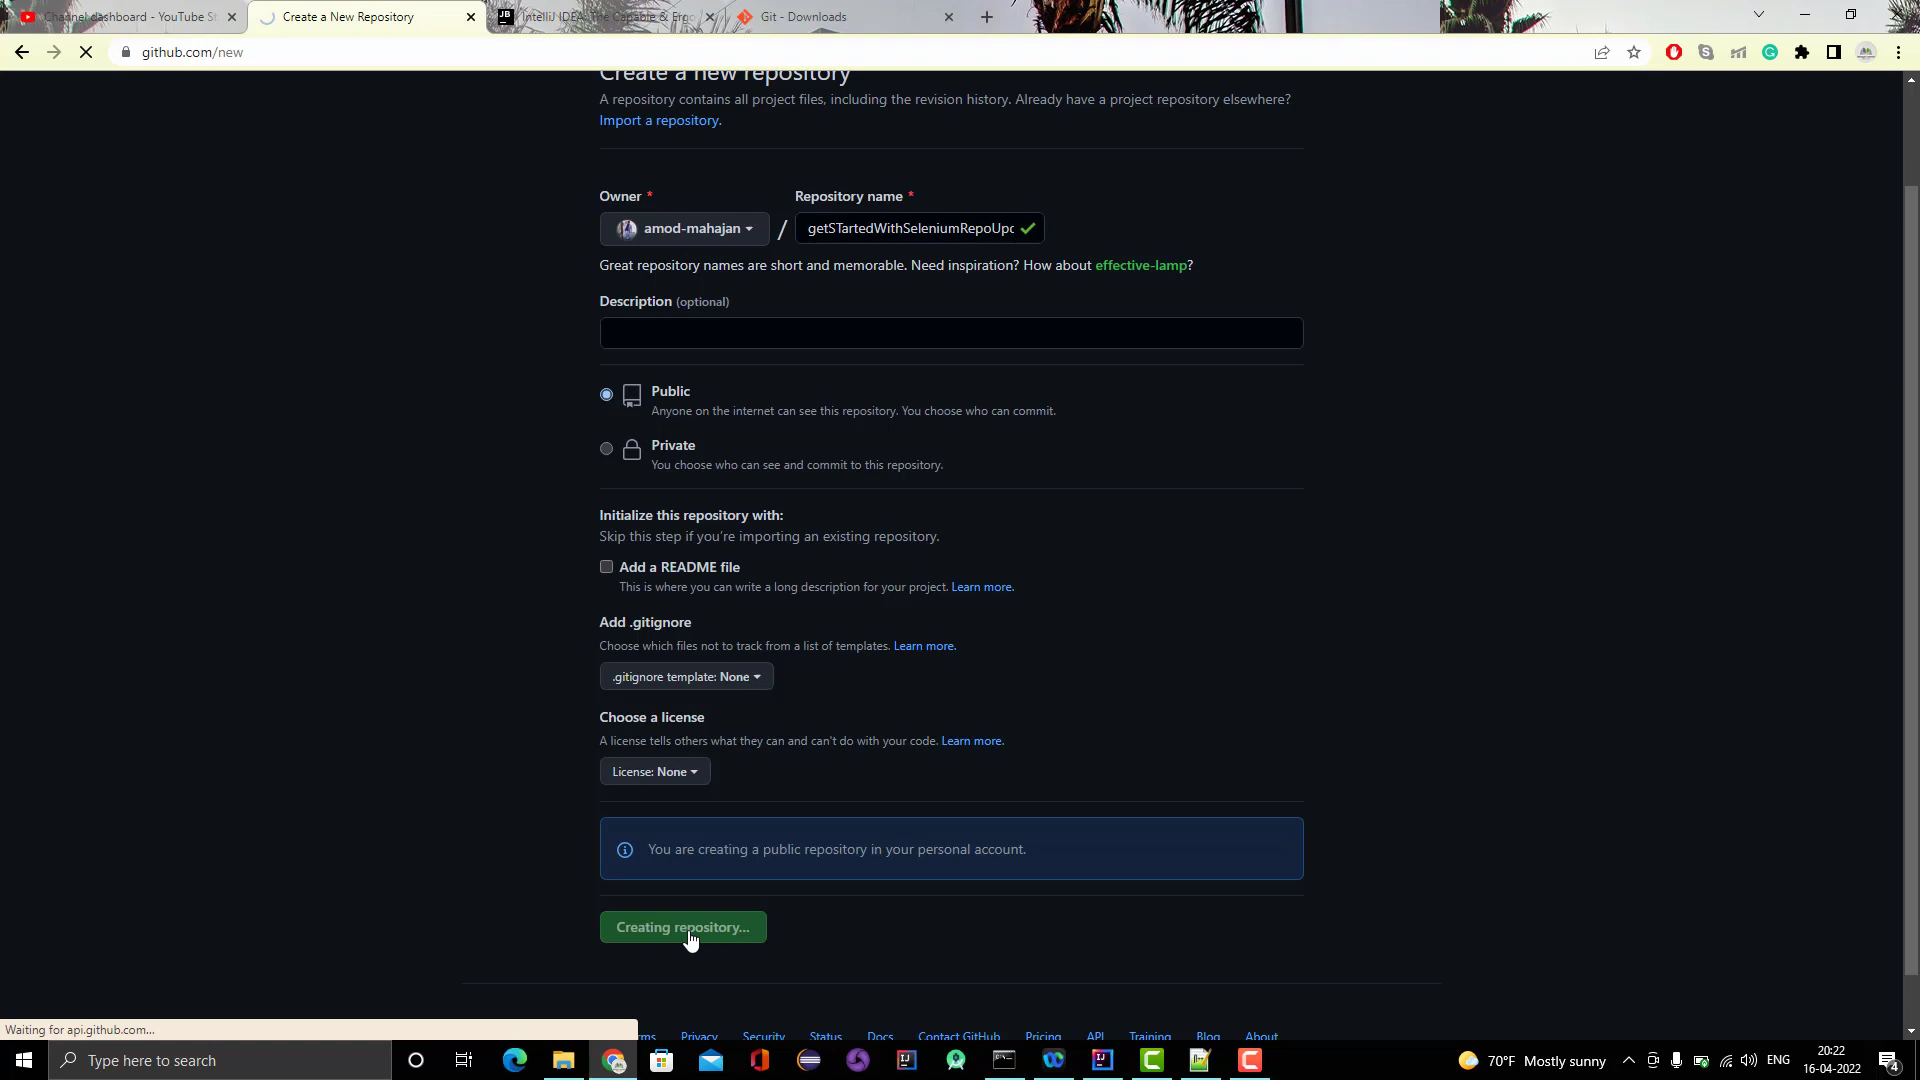 Channel dashboard - YouTube St
Create a New Repository
JB
IntelliJ IDEA: The Capable & Ergo
Git - Downloads
github.com/new
Create a new repository
A repository contains all project files, including the revision history. Already have a project repository elsewhere?
Import a repository.
Owner *
Repository name *
amod-mahajan
/
getSTartedWithSeleniumRepoUpd
Great repository names are short and memorable. Need inspiration? How about effective-lamp?
Description (optional)
Public
Anyone on the internet can see this repository. You choose who can commit.
Private
You choose who can see and commit to this repository.
Initialize this repository with:
Skip this step if you're importing an existing repository.
Add a README file
This is where you can write a long description for your project. Learn more.
Add .gitignore
Choose which files not to track from a list of templates. Learn more.
.gitignore template: None
Choose a license
A license tells others what they can and can't do with your code. Learn more.
License: None
You are creating a public repository in your personal account.
Creating repository...
Waiting for api.github.com...
rms
Privacy
Security
Status
Docs
Contact GitHub
Pricing
API
Training
Blog
About
Type here to search
70°F Mostly sunny
ENG
20:22
16-04-2022
4